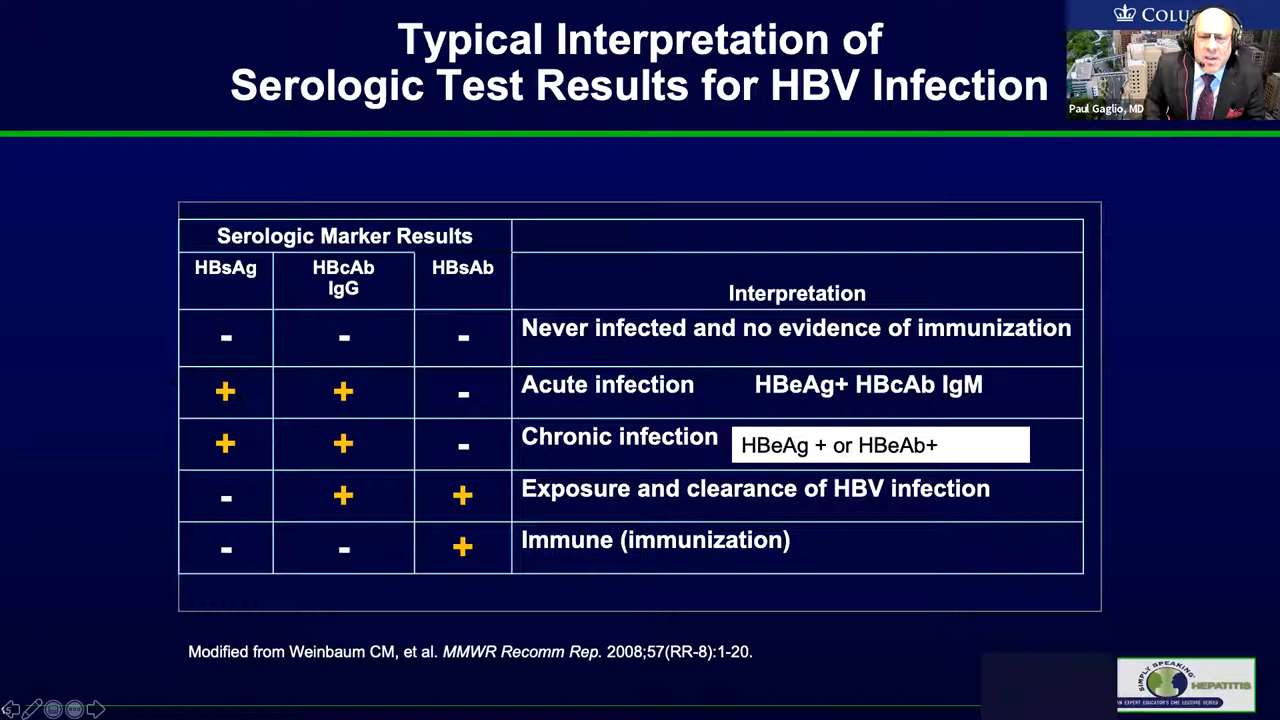 Typical Interpretation of
Serologic Test Results for HBV Infection
Paul Gaglio, MD
Serologic Marker Results
HBsAg HBcAb IgG HBsAb Interpretation
- - - Never infected and no evidence of immunization
+ + - Acute infection HBeAg+ HBcAb IgM
+ + - Chronic infection HBeAg + or HBeAb+
- + + Exposure and clearance of HBV infection
- - + Immune (immunization)
Modified from Weinbaum CM, et al. MMWR Recomm Rep. 2008;57(RR-8):1-20.
SIMPLY SPEAKING
HEPATITIS